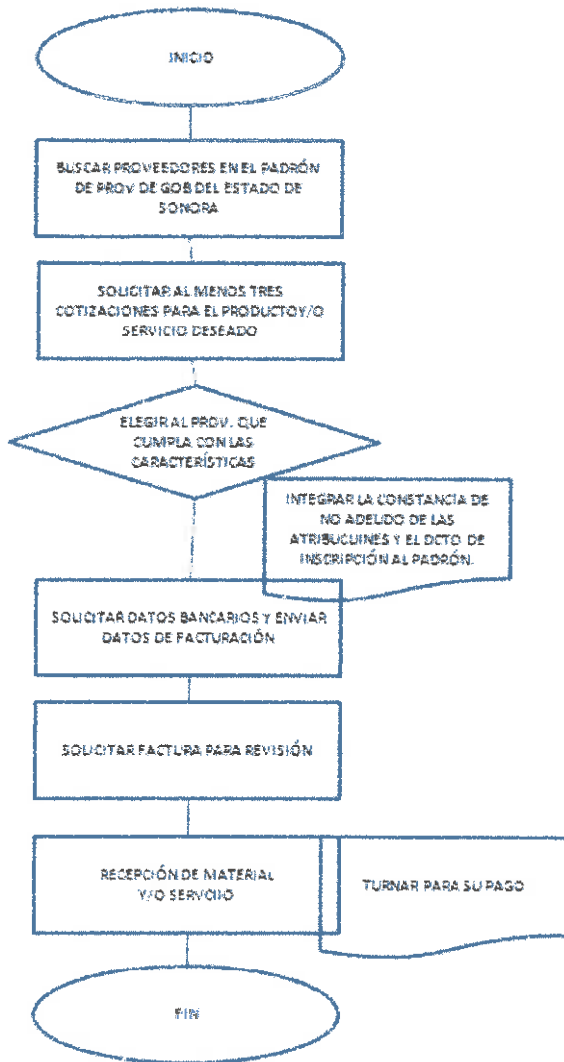 INICIO
BUSCAR PROVEEDORES EN EL PADRÓN
DE PROV. DE GOB DEL ESTADO DE
SONORA
SOLICITAR AL MENOS TRES
COTIZACIONES PARA EL PRODUCTO Y/O
SERVICIO DESEADO
ELEGIR AL PROV. QUE
CUMPLA CON LAS
CARACTERÍSTICAS
INTEGRAR LA CONSTANCIA DE
NO ADEUDO DE LAS
ATRIBUCUINES Y EL DCTO DE
INSCRIPCIÓN AL PADRÓN.
SOLICITAR DATOS BANCARIOS Y ENVIAR
DATOS DE FACTURACIÓN
SOLICITAR FACTURA PARA REVISIÓN
RECEPCIÓN DE MATERIAL
Y/O SERVCIIO
TURNAR PARA SU PAGO
FIN